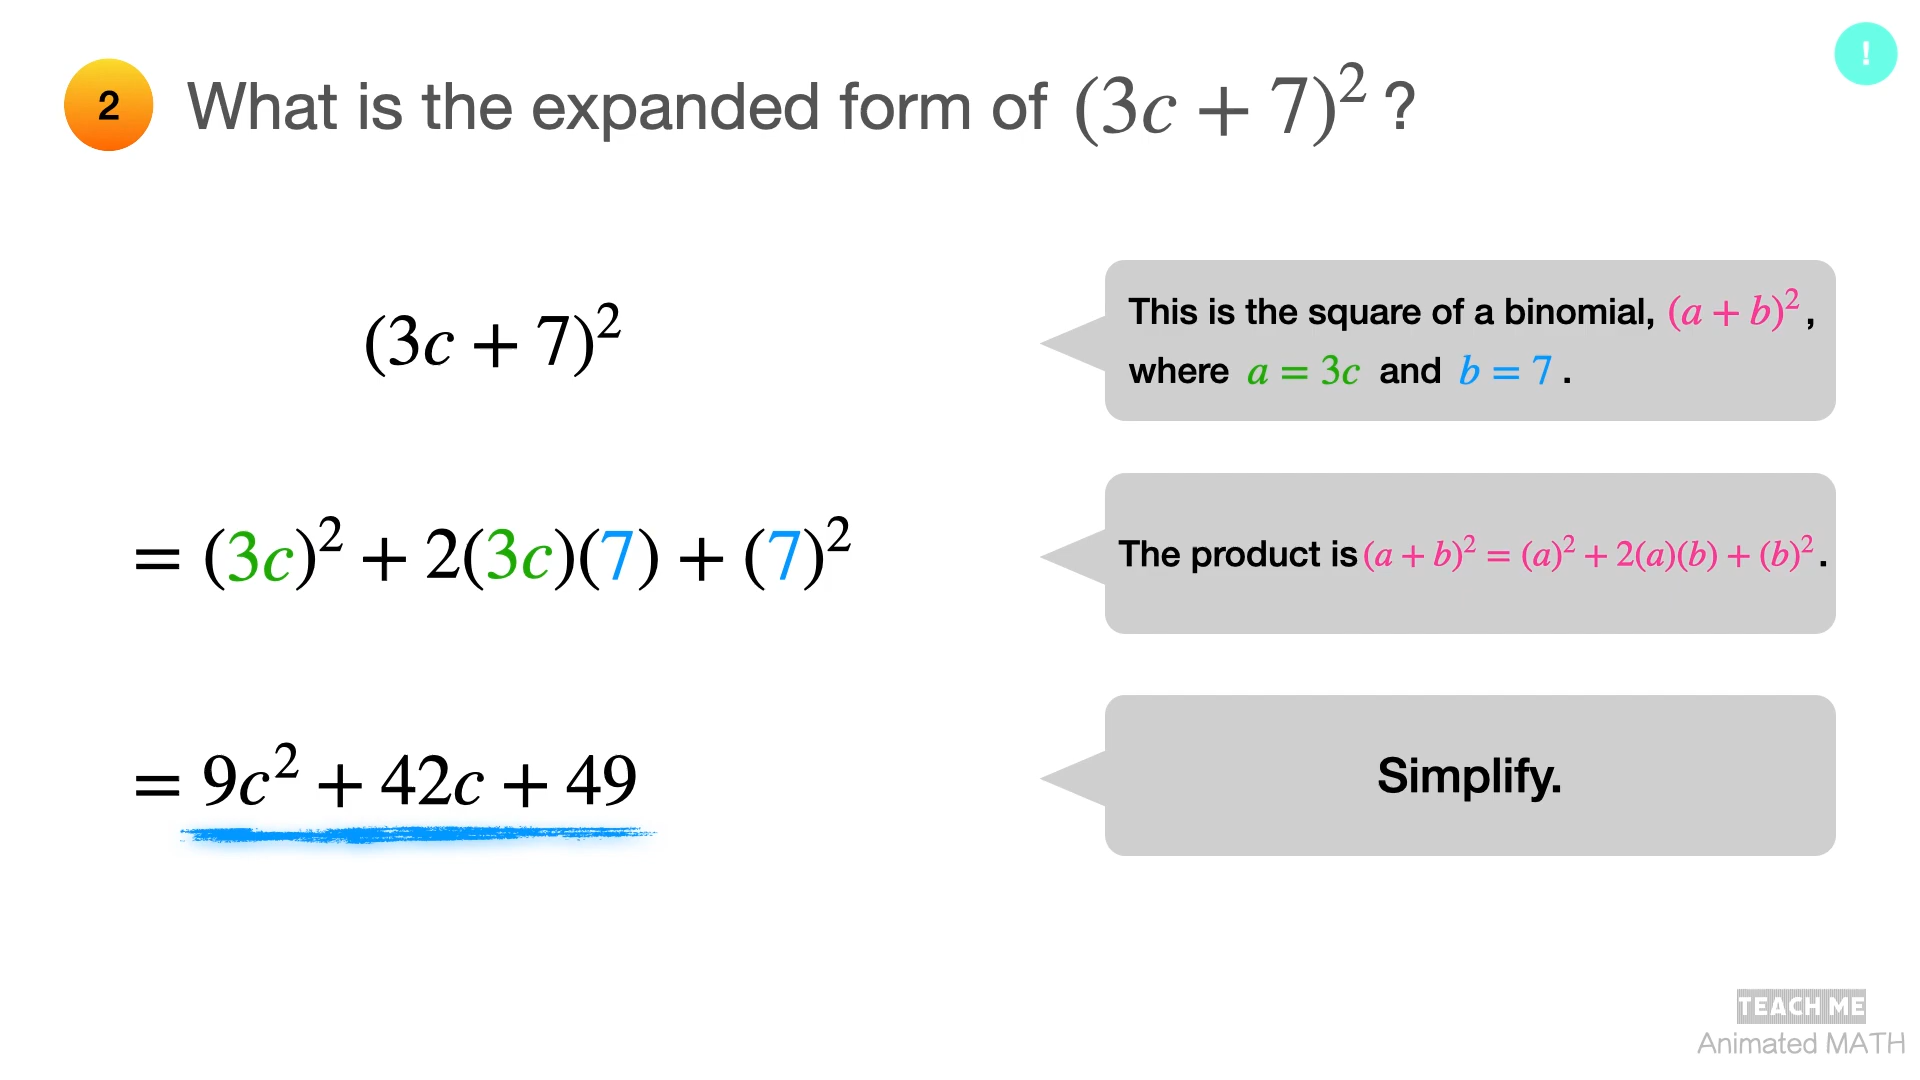 !
2 What is the expanded form of (3c + 7)² ?
(3c + 7)²
This is the square of a binomial, (a + b)² ,
where a = 3c and b = 7 .
= (3c)² + 2(3c)(7) + (7)²
The product is (a + b)² = (a)² + 2(a)(b) + (b)² .
= 9c² + 42c + 49
Simplify.
TEACH ME
Animated MATH